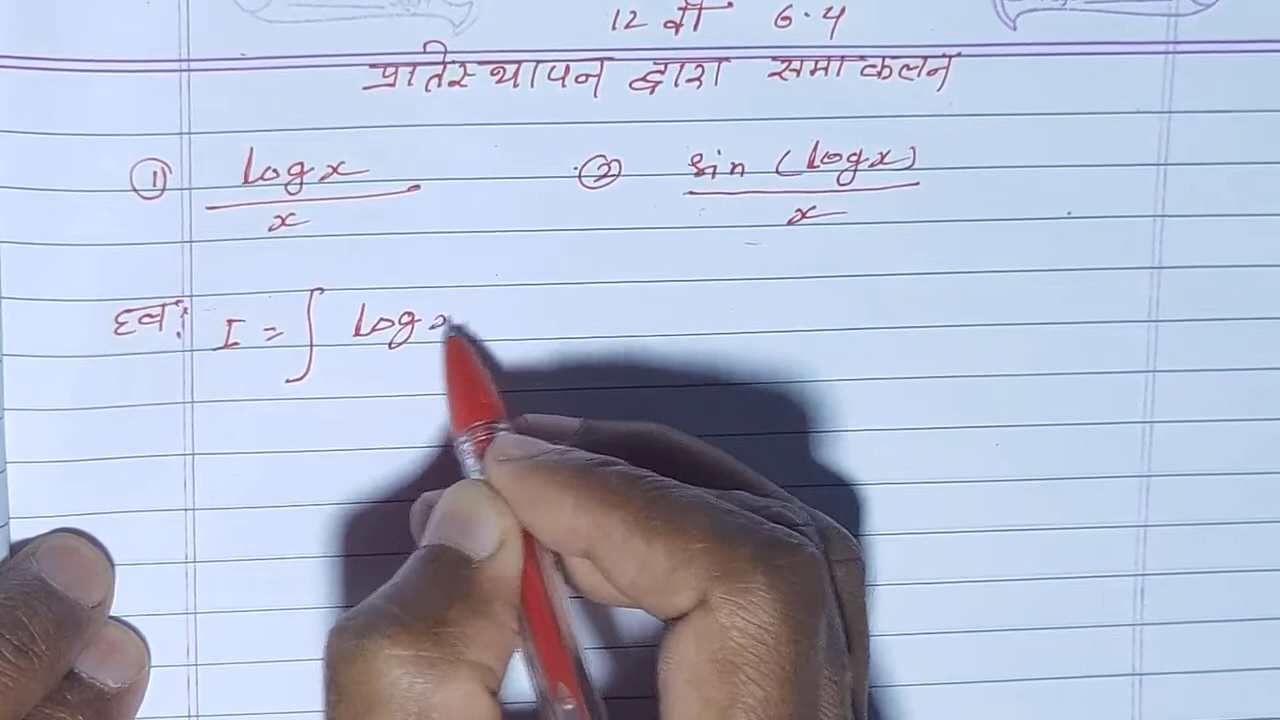 12 वी 6.4
प्रतिस्थापन द्वारा समाकलन
① log x / x ② sin (log x) / x
हल: I = ∫ log x